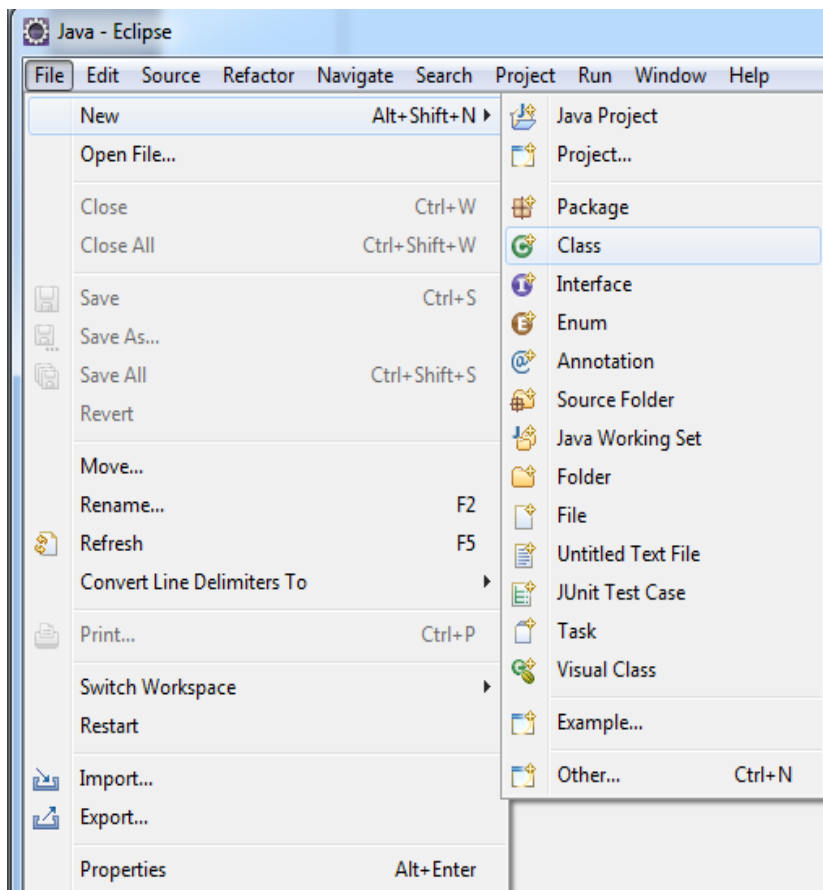 Java - Eclipse
File Edit Source Refactor Navigate Search Project Run Window Help
New Alt+Shift+N
Open File...
Close Ctrl+W
Close All Ctrl+Shift+W
Save Ctrl+S
Save As...
Save All Ctrl+Shift+S
Revert
Move...
Rename... F2
Refresh F5
Convert Line Delimiters To
Print... Ctrl+P
Switch Workspace
Restart
Import...
Export...
Properties Alt+Enter
Java Project
Project...
Package
Class
Interface
Enum
Annotation
Source Folder
Java Working Set
Folder
File
Untitled Text File
JUnit Test Case
Task
Visual Class
Example...
Other... Ctrl+N